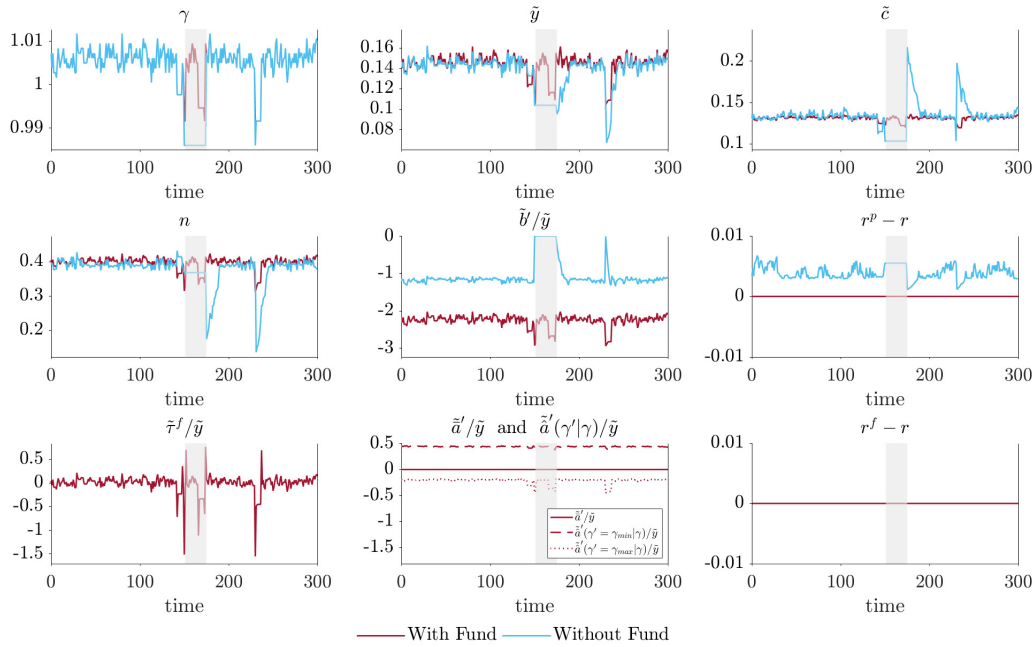 γ
1.01
1
0.99
0 100 200 300
time
ỹ
0.16
0.14
0.12
0.1
0.08
0 100 200 300
time
c̃
0.2
0.15
0.1
0 100 200 300
time
n
0.4
0.3
0.2
0 100 200 300
time
b̃′/ỹ
0
-1
-2
-3
0 100 200 300
time
r^p − r
0.01
0
-0.01
0 100 200 300
time
τ̃^f/ỹ
0.5
0
-0.5
-1
-1.5
0 100 200 300
time
ã̄′/ỹ and ã̂′(γ′|γ)/ỹ
0.5
0
-0.5
-1
-1.5
ã̄′/ỹ
ã̂′(γ′ = γ_min|γ)/ỹ
ã̂′(γ′ = γ_max|γ)/ỹ
0 100 200 300
time
r^f − r
0.01
0
-0.01
0 100 200 300
time
With Fund Without Fund